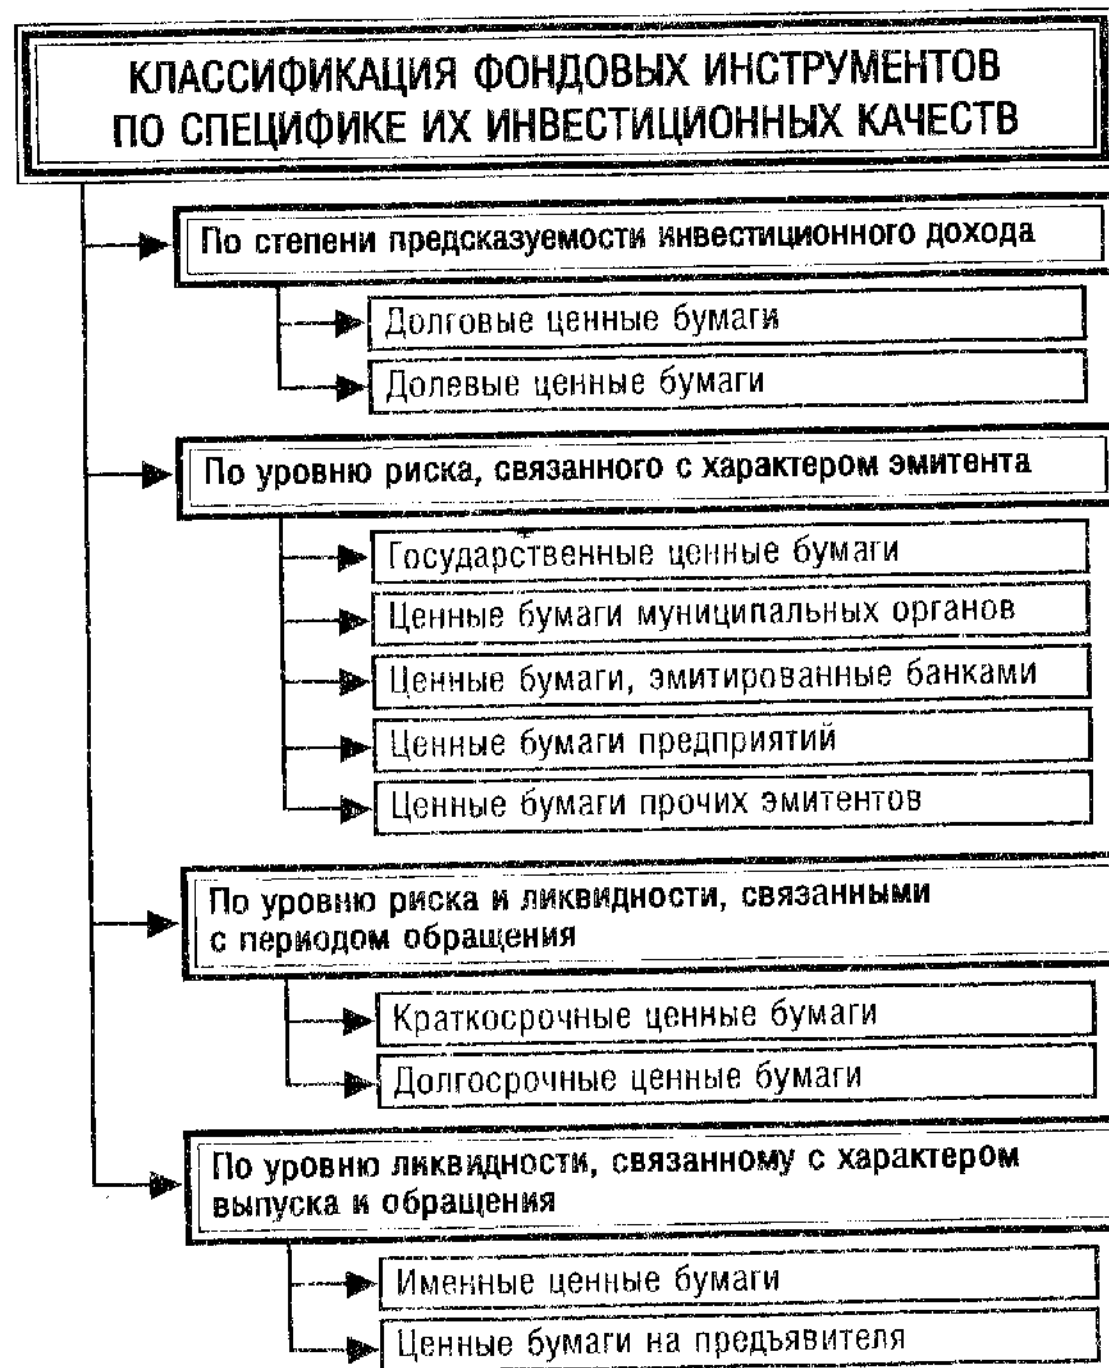 КЛАССИФИКАЦИЯ ФОНДОВЫХ ИНСТРУМЕНТОВ
ПО СПЕЦИФИКЕ ИХ ИНВЕСТИЦИОННЫХ КАЧЕСТВ
По степени предсказуемости инвестиционного дохода
Долговые ценные бумаги
Долевые ценные бумаги
По уровню риска, связанного с характером эмитента
Государственные ценные бумаги
Ценные бумаги муниципальных органов
Ценные бумаги, эмитированные банками
Ценные бумаги предприятий
Ценные бумаги прочих эмитентов
По уровню риска и ликвидности, связанными
с периодом обращения
Краткосрочные ценные бумаги
Долгосрочные ценные бумаги
По уровню ликвидности, связанному с характером
выпуска и обращения
Именные ценные бумаги
Ценные бумаги на предъявителя